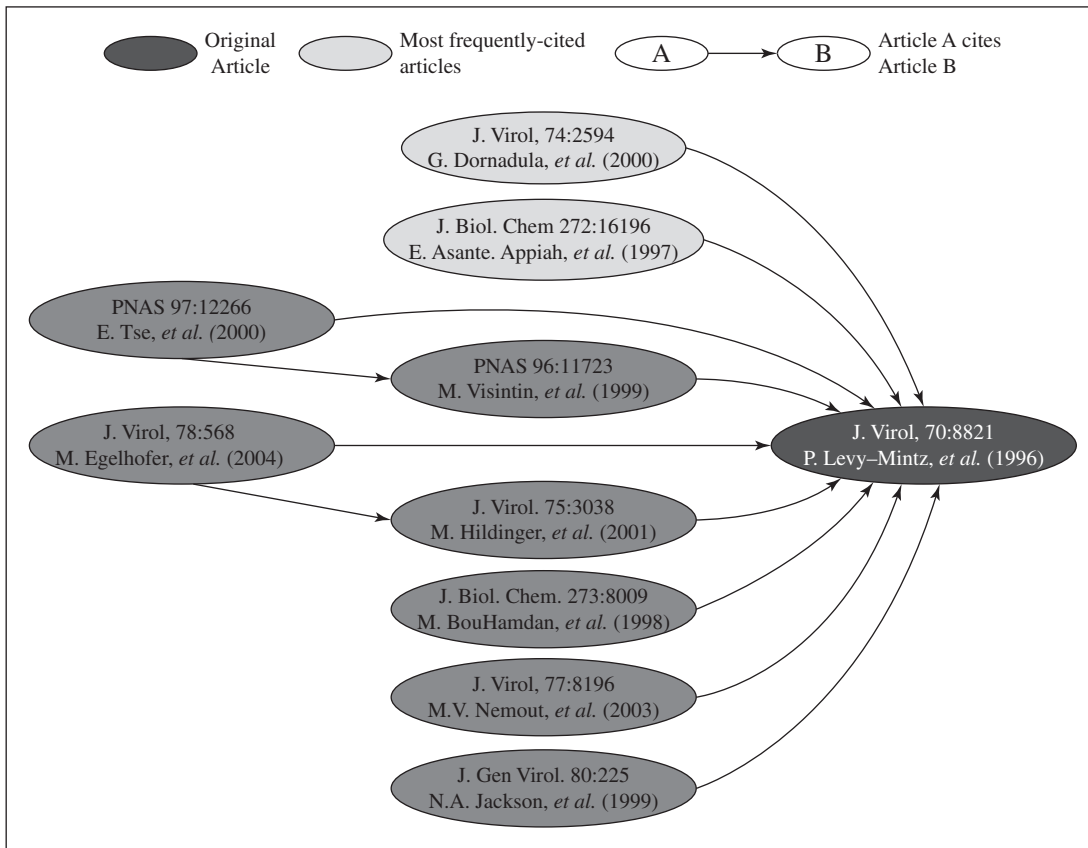 Original
Article
Most frequently-cited
articles
A
B
Article A cites
Article B
J. Virol, 74:2594
G. Dornadula, et al. (2000)
J. Biol. Chem 272:16196
E. Asante. Appiah, et al. (1997)
PNAS 97:12266
E. Tse, et al. (2000)
PNAS 96:11723
M. Visintin, et al. (1999)
J. Virol, 78:568
M. Egelhofer, et al. (2004)
J. Virol, 70:8821
P. Levy–Mintz, et al. (1996)
J. Virol. 75:3038
M. Hildinger, et al. (2001)
J. Biol. Chem. 273:8009
M. BouHamdan, et al. (1998)
J. Virol, 77:8196
M.V. Nemout, et al. (2003)
J. Gen Virol. 80:225
N.A. Jackson, et al. (1999)